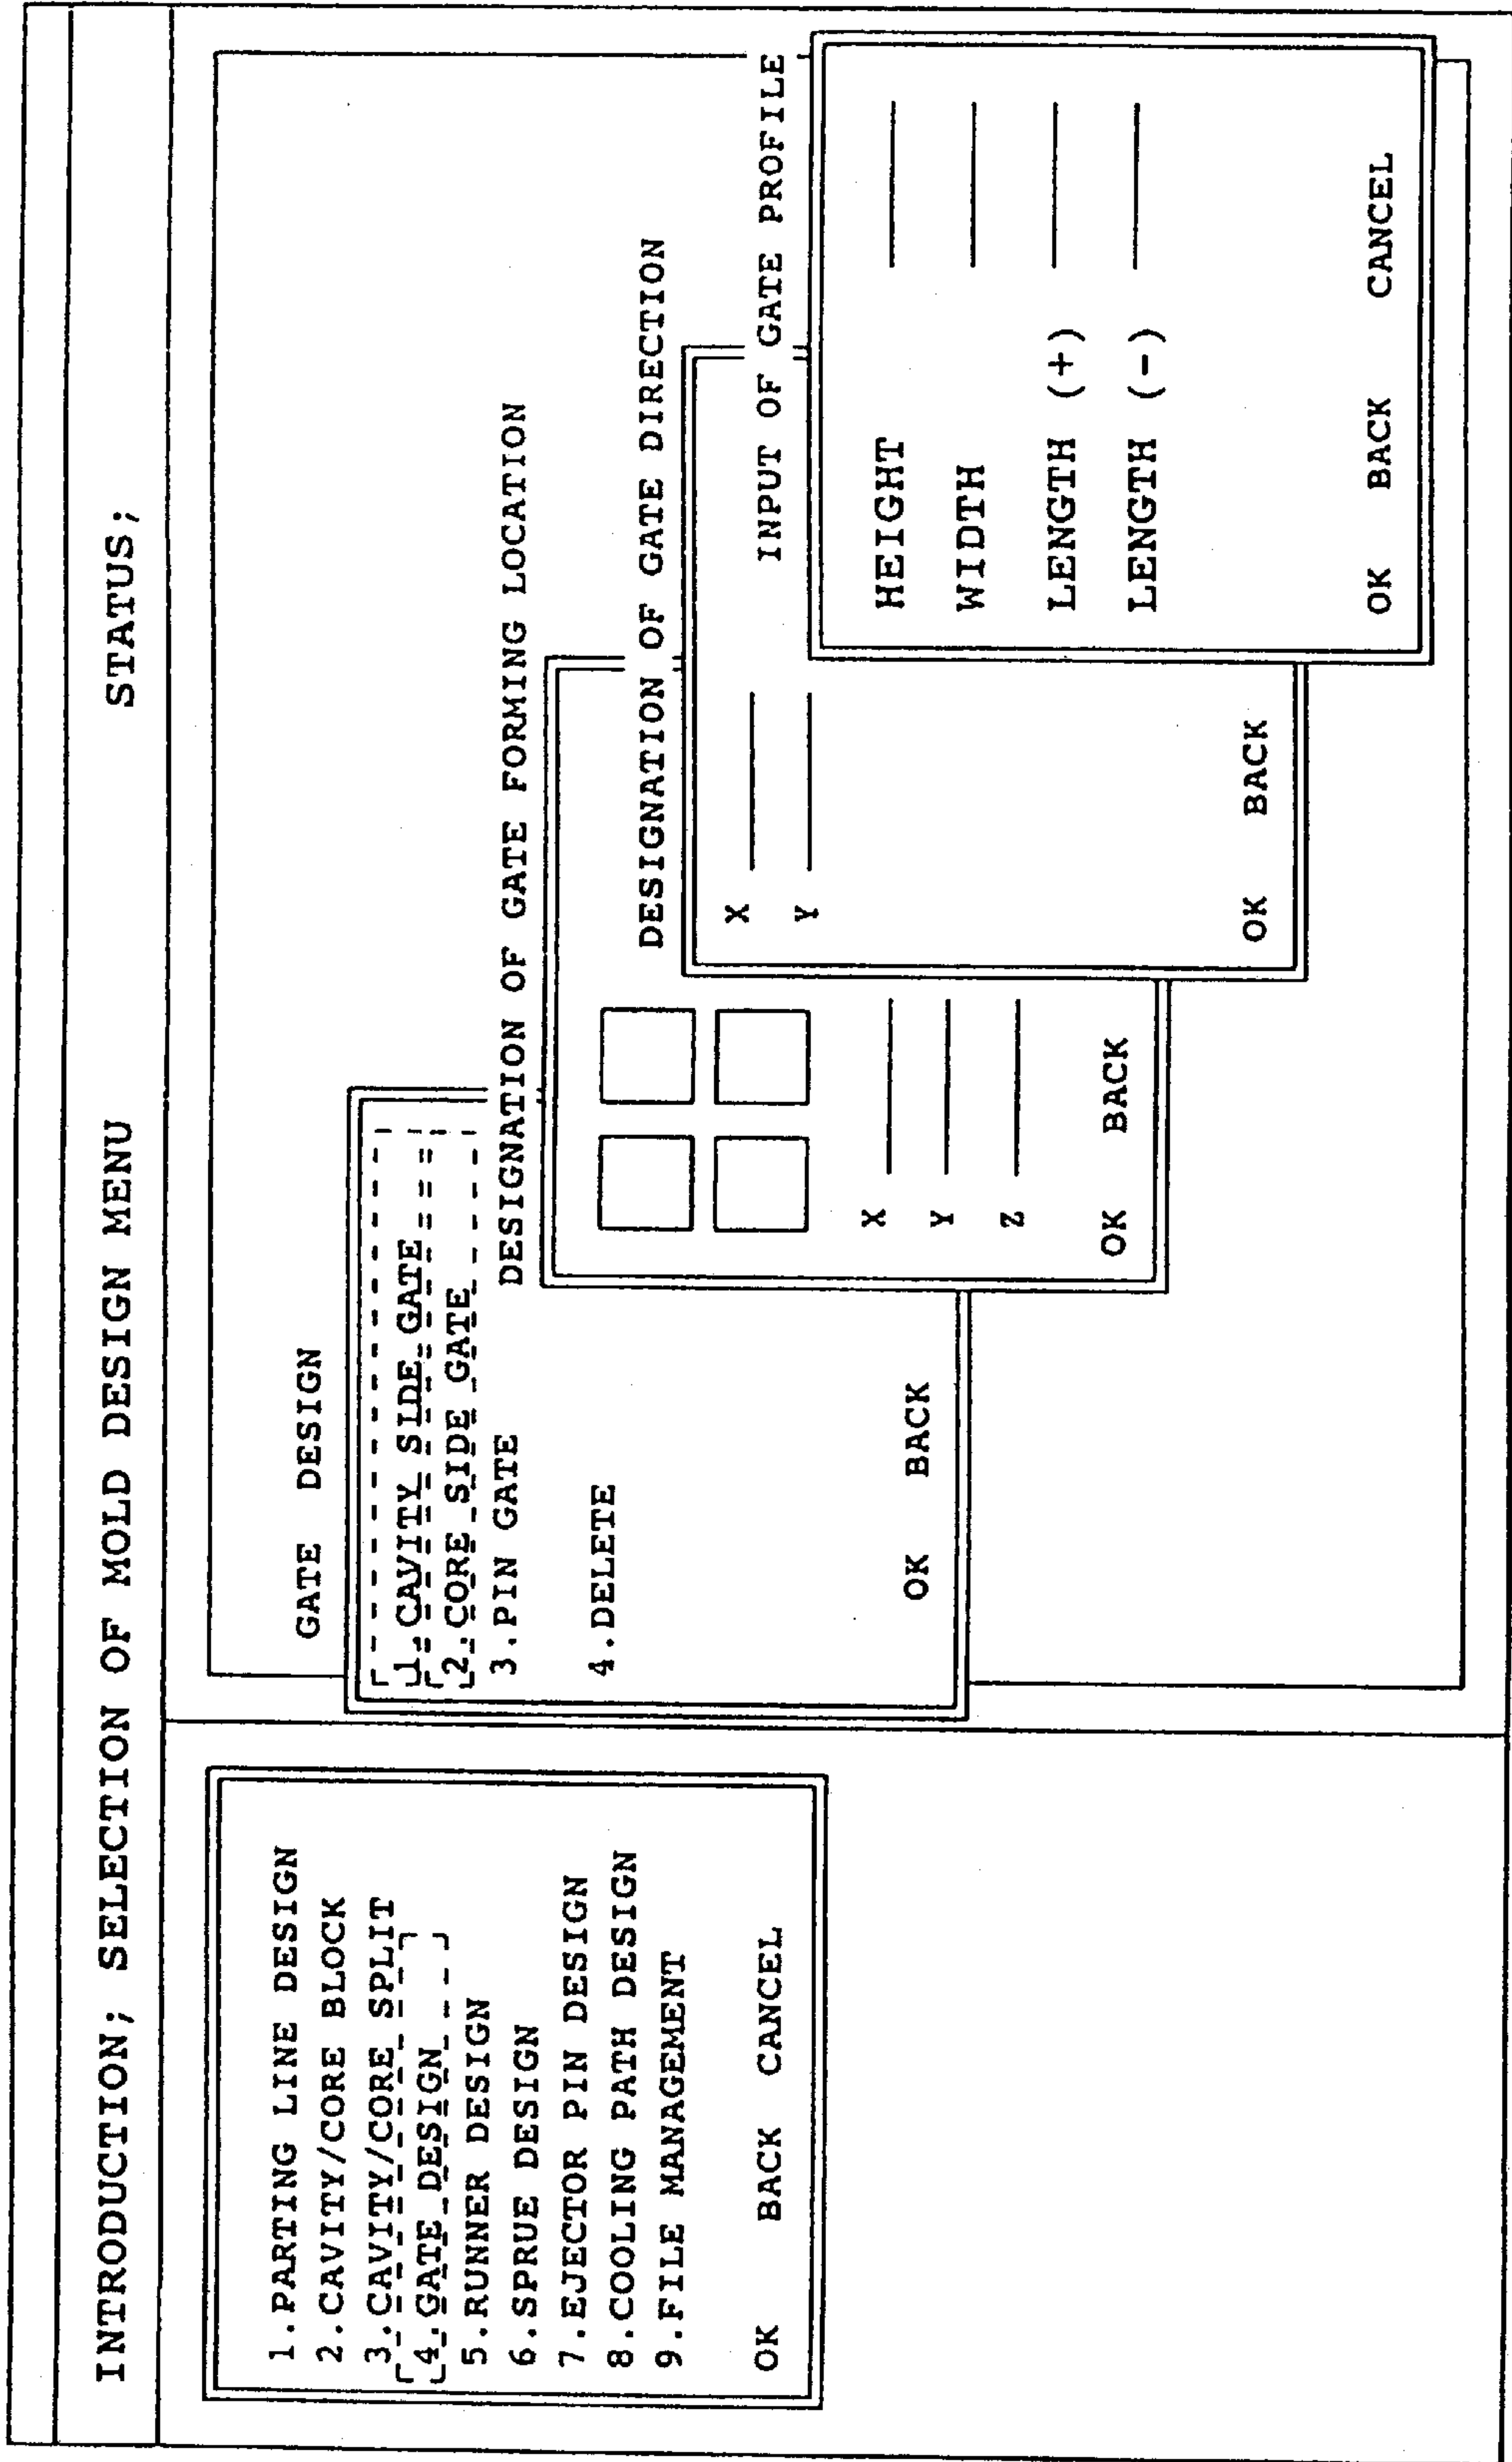 INTRODUCTION; SELECTION OF MOLD DESIGN MENU STATUS;
1.PARTING LINE DESIGN
2.CAVITY/CORE BLOCK
3.CAVITY/CORE SPLIT
4.GATE DESIGN
5.RUNNER DESIGN
6.SPRUE DESIGN
7.EJECTOR PIN DESIGN
8.COOLING PATH DESIGN
9.FILE MANAGEMENT
OK BACK CANCEL
GATE DESIGN
1.CAVITY SIDE GATE
2.CORE SIDE GATE
3.PIN GATE
4.DELETE
OK BACK
DESIGNATION OF GATE FORMING LOCATION
X
Y
Z
OK BACK
DESIGNATION OF GATE DIRECTION
X
Y
OK BACK
INPUT OF GATE PROFILE
HEIGHT
WIDTH
LENGTH (+)
LENGTH (-)
OK BACK CANCEL